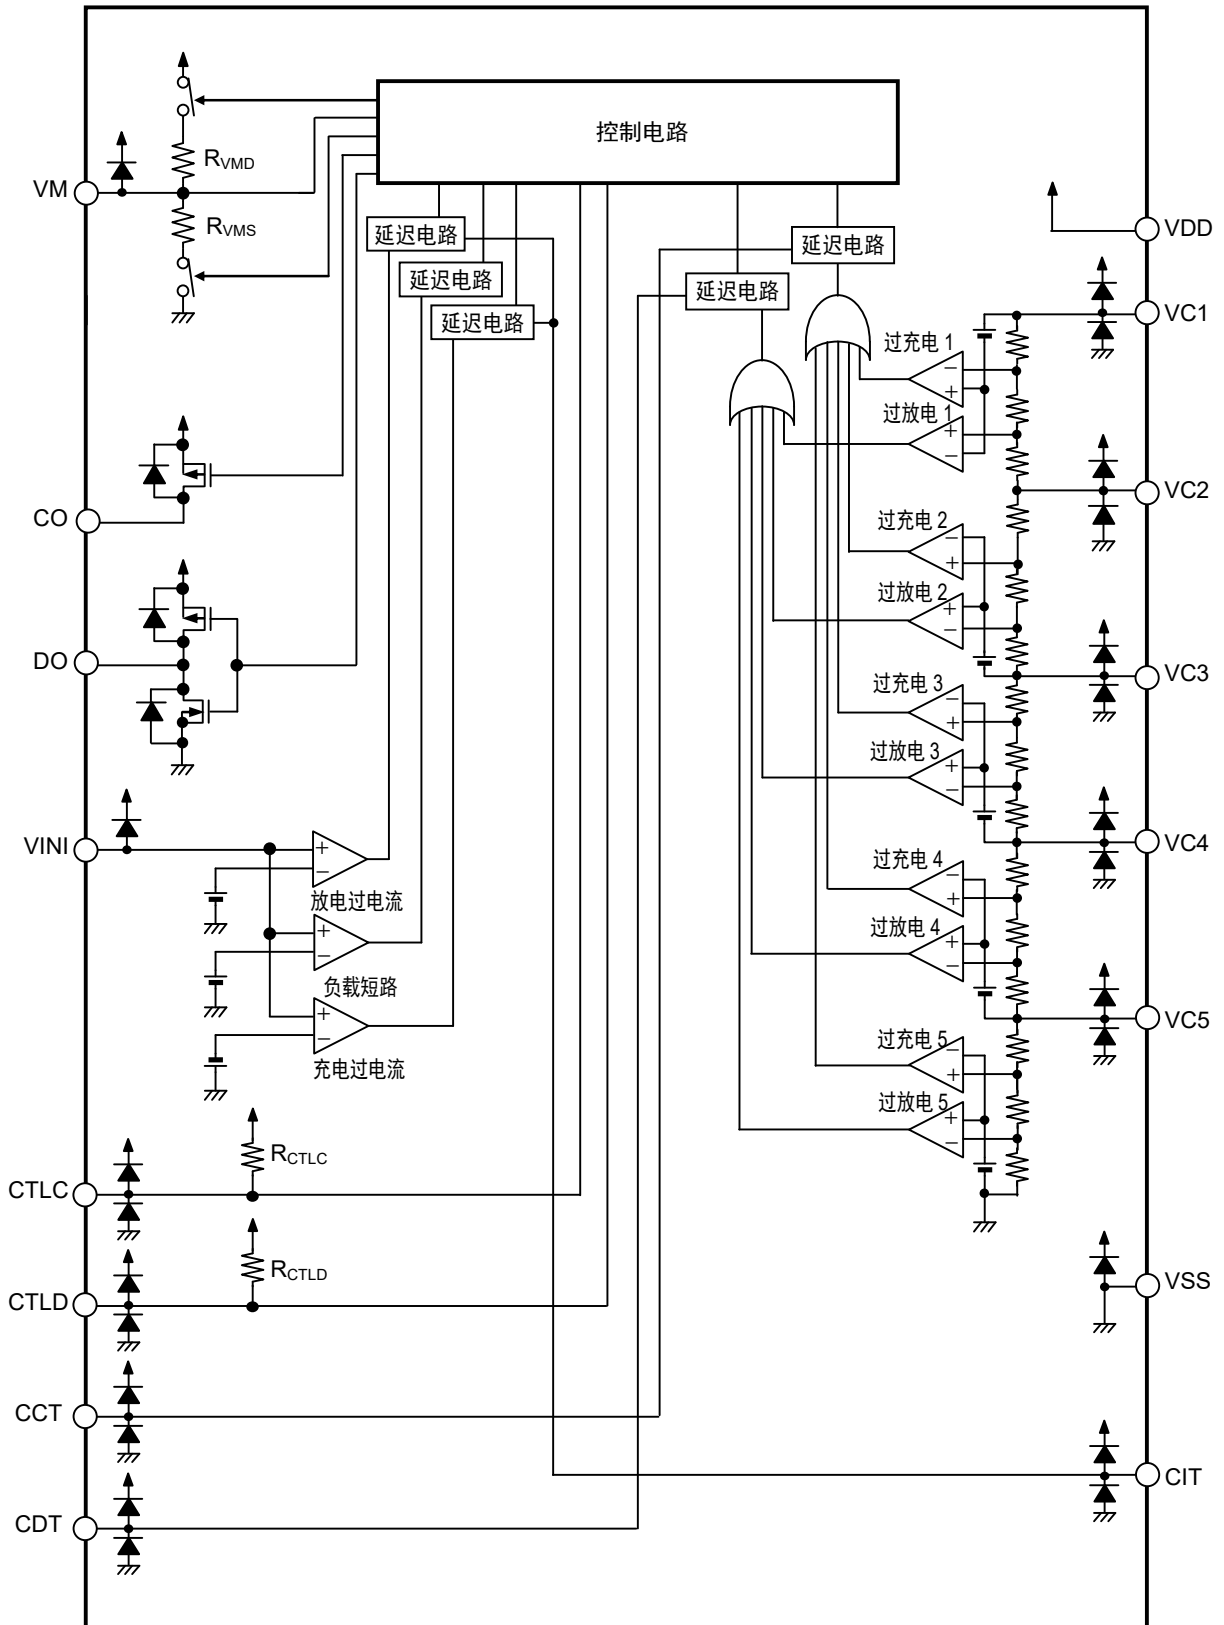 控制电路
VM
RVMD
RVMS
延迟电路
延迟电路
延迟电路
延迟电路
延迟电路
VDD
VC1
过充电 1
过放电 1
VC2
CO
过充电 2
过放电 2
DO
VC3
过充电 3
过放电 3
VINI
VC4
放电过电流
过充电 4
过放电 4
负载短路
VC5
充电过电流
过充电 5
过放电 5
RCTLC
CTLC
RCTLD
CTLD
VSS
CCT
CIT
CDT